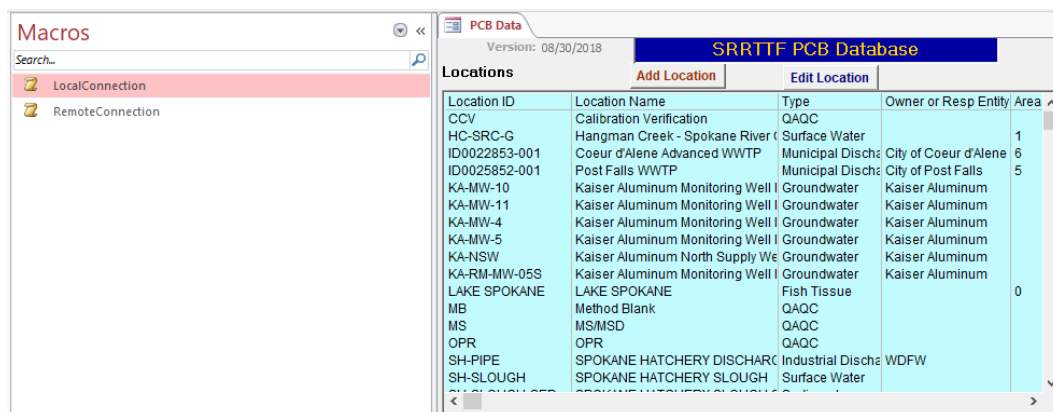 Macros
Search...
LocalConnection
RemoteConnection
PCB Data
Version: 08/30/2018
SRRTTF PCB Database
Locations
Add Location
Edit Location
Location ID Location Name Type Owner or Resp Entity Area
CCV Calibration Verification QAQC
HC-SRC-G Hangman Creek - Spokane River Surface Water 1
ID0022853-001 Coeur d'Alene Advanced WWTP Municipal Discha City of Coeur d'Alene 6
ID0025852-001 Post Falls WWTP Municipal Discha City of Post Falls 5
KA-MW-10 Kaiser Aluminum Monitoring Well Groundwater Kaiser Aluminum
KA-MW-11 Kaiser Aluminum Monitoring Well Groundwater Kaiser Aluminum
KA-MW-4 Kaiser Aluminum Monitoring Well Groundwater Kaiser Aluminum
KA-MW-5 Kaiser Aluminum Monitoring Well Groundwater Kaiser Aluminum
KA-NSW Kaiser Aluminum North Supply We Groundwater Kaiser Aluminum
KA-RM-MW-05S Kaiser Aluminum Monitoring Well Groundwater Kaiser Aluminum
LAKE SPOKANE LAKE SPOKANE Fish Tissue 0
MB Method Blank QAQC
MS MS/MSD QAQC
OPR OPR QAQC
SH-PIPE SPOKANE HATCHERY DISCHARG Industrial Discha WDFW
SH-SLOUGH SPOKANE HATCHERY SLOUGH Surface Water